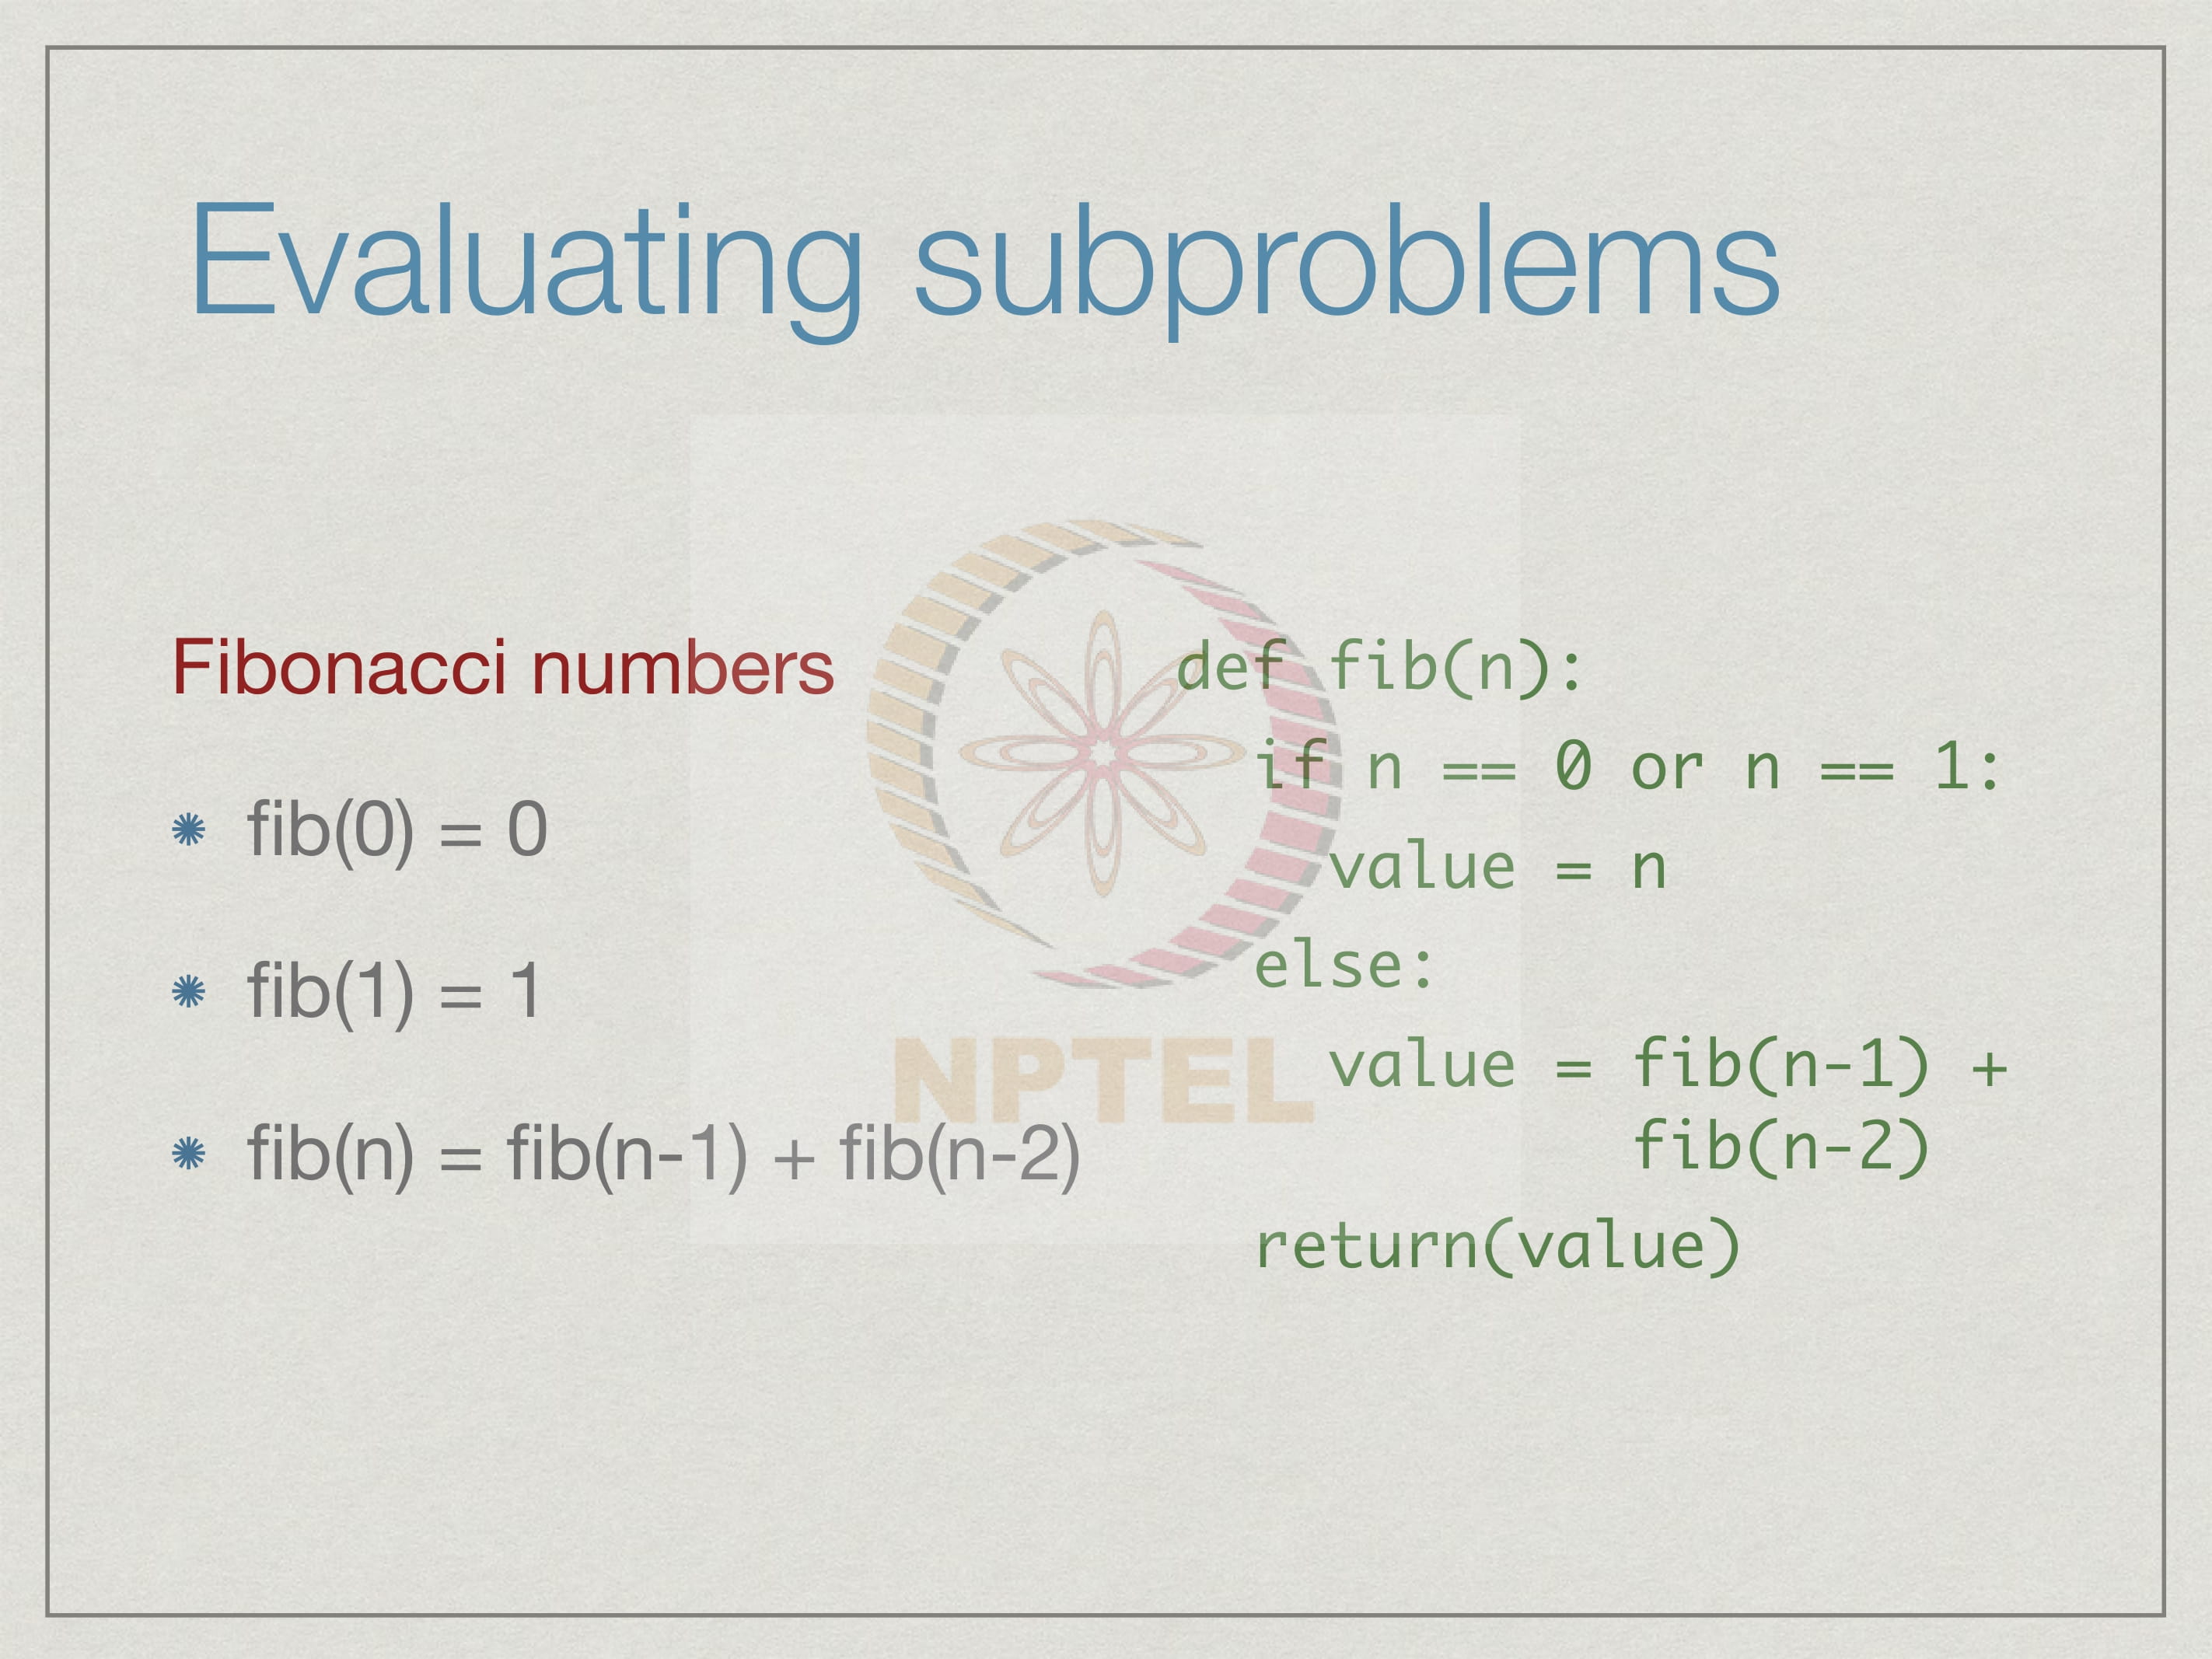 Evaluating subproblems
Fibonacci numbers
fib(0) = 0
fib(1) = 1
fib(n) = fib(n-1) + fib(n-2)
def fib(n):
  if n == 0 or n == 1:
    value = n
  else:
    value = fib(n-1) +
            fib(n-2)
  return(value)
NPTEL